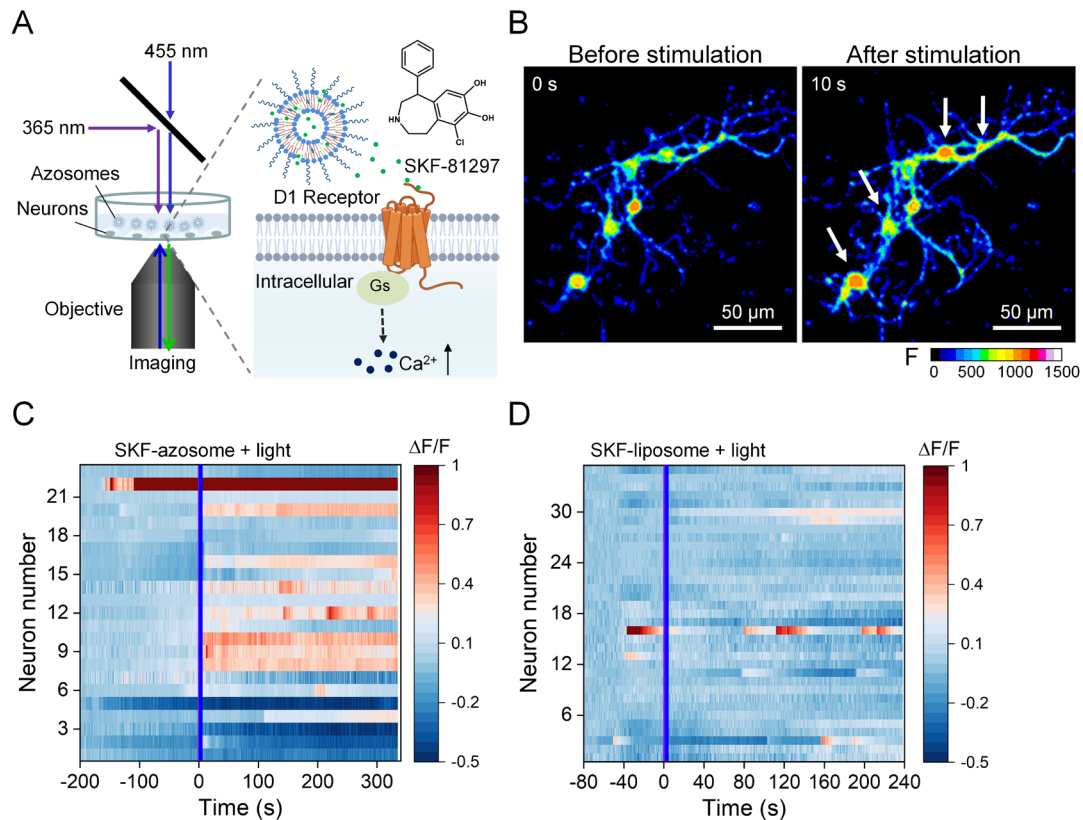 A
455 nm
365 nm
Azosomes
Neurons
Objective
Imaging
OH
OH
HN
Cl
SKF-81297
D1 Receptor
Intracellular
Gs
Ca2+
B
Before stimulation
After stimulation
0 s
10 s
50 µm
50 µm
F
0 500 1000 1500
C
SKF-azosome + light
ΔF/F
Neuron number
21
18
15
12
9
6
3
-200 -100 0 100 200 300
Time (s)
1
0.7
0.4
0.1
-0.2
-0.5
D
SKF-liposome + light
ΔF/F
Neuron number
30
24
18
12
6
-80 -40 0 40 80 120 160 200 240
Time (s)
1
0.7
0.4
0.1
-0.2
-0.5